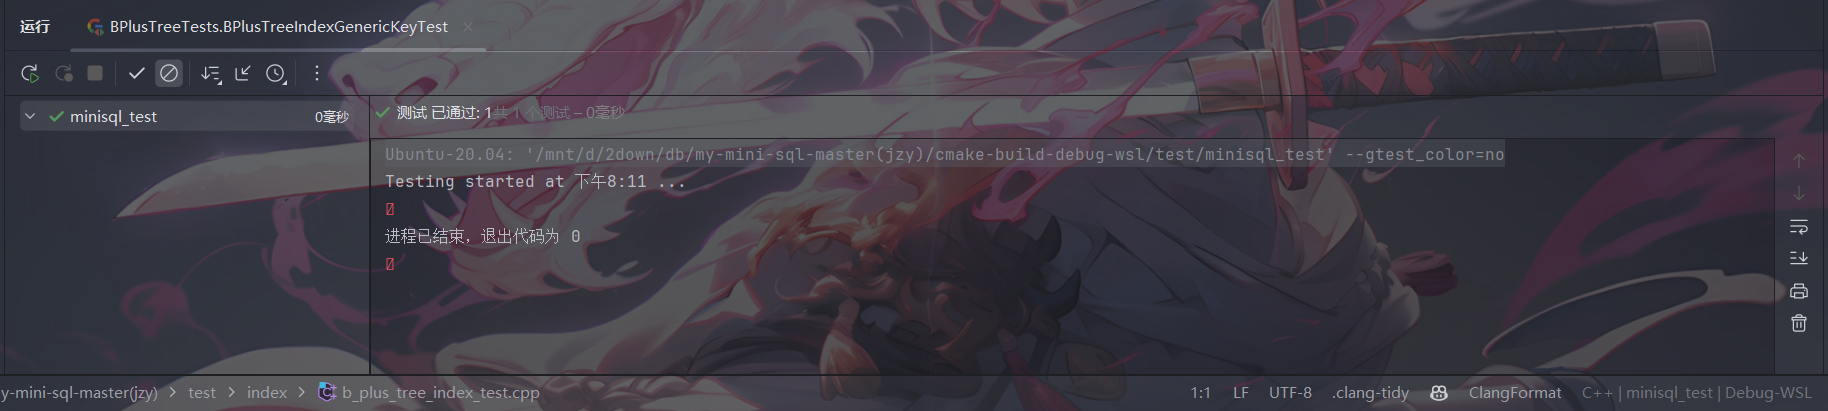 运行 BPlusTreeTests.BPlusTreeIndexGenericKeyTest
minisql_test 0毫秒
测试 已通过: 1共 1 个测试 – 0毫秒
Ubuntu-20.04: '/mnt/d/2down/db/my-mini-sql-master(jzy)/cmake-build-debug-wsl/test/minisql_test' --gtest_color=no
Testing started at 下午8:11 ...
进程已结束，退出代码为 0
y-mini-sql-master(jzy) test index b_plus_tree_index_test.cpp 1:1 LF UTF-8 .clang-tidy ClangFormat C++ | minisql_test | Debug-WSL